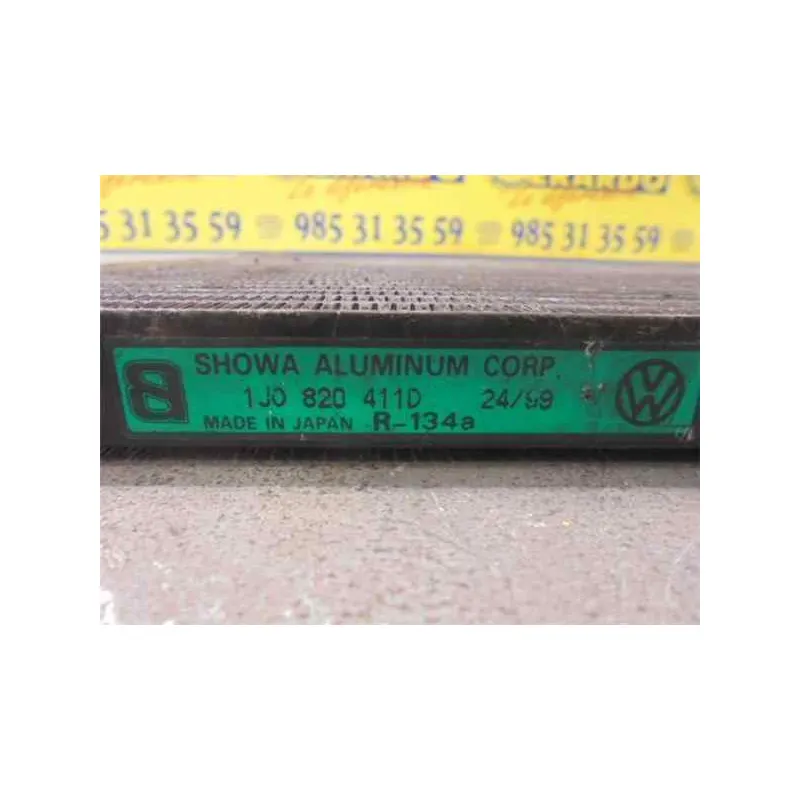 5 31 35 59 ☏ 985 31 35 59 ☏ 985 31 35 59
SHOWA ALUMINUM CORP.
1J0 820 411D 24/99
MADE IN JAPAN R-134a
VW